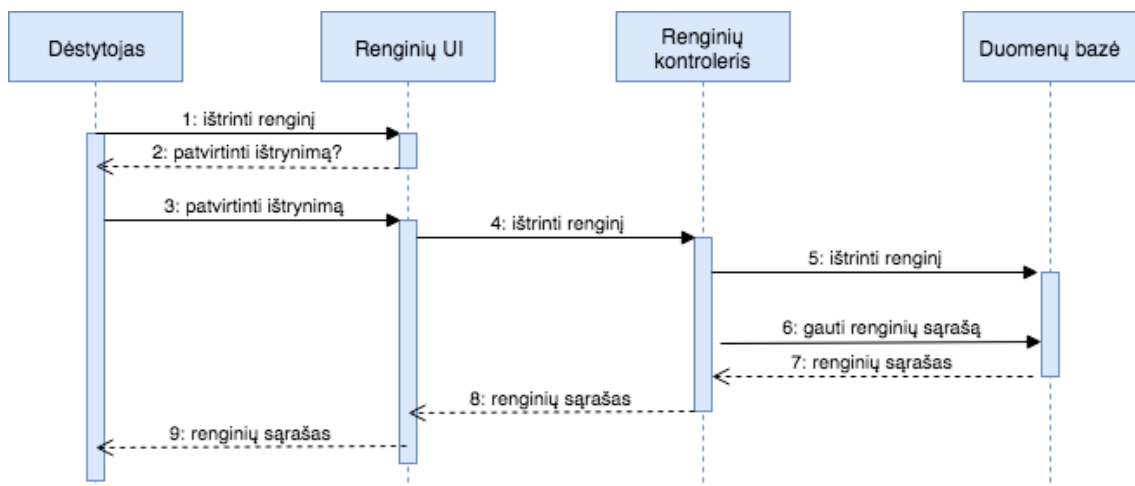 Dėstytojas
Renginių UI
Renginių
kontroleris
Duomenų bazė
1: ištrinti renginį
2: patvirtinti ištrynimą?
3: patvirtinti ištrynimą
4: ištrinti renginį
5: ištrinti renginį
6: gauti renginių sąrašą
7: renginių sąrašas
8: renginių sąrašas
9: renginių sąrašas